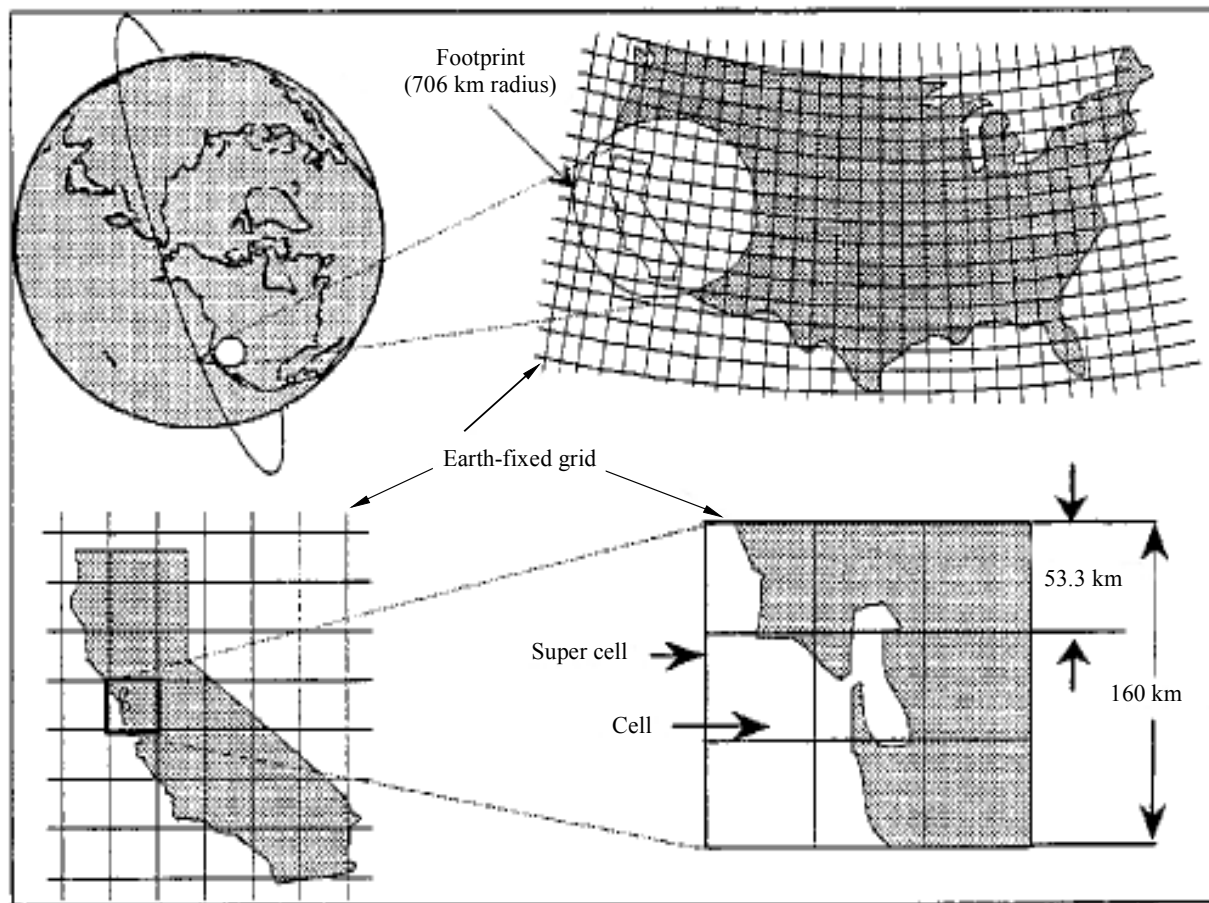 Footprint
(706 km radius)
Earth-fixed grid
53.3 km
Super cell
160 km
Cell